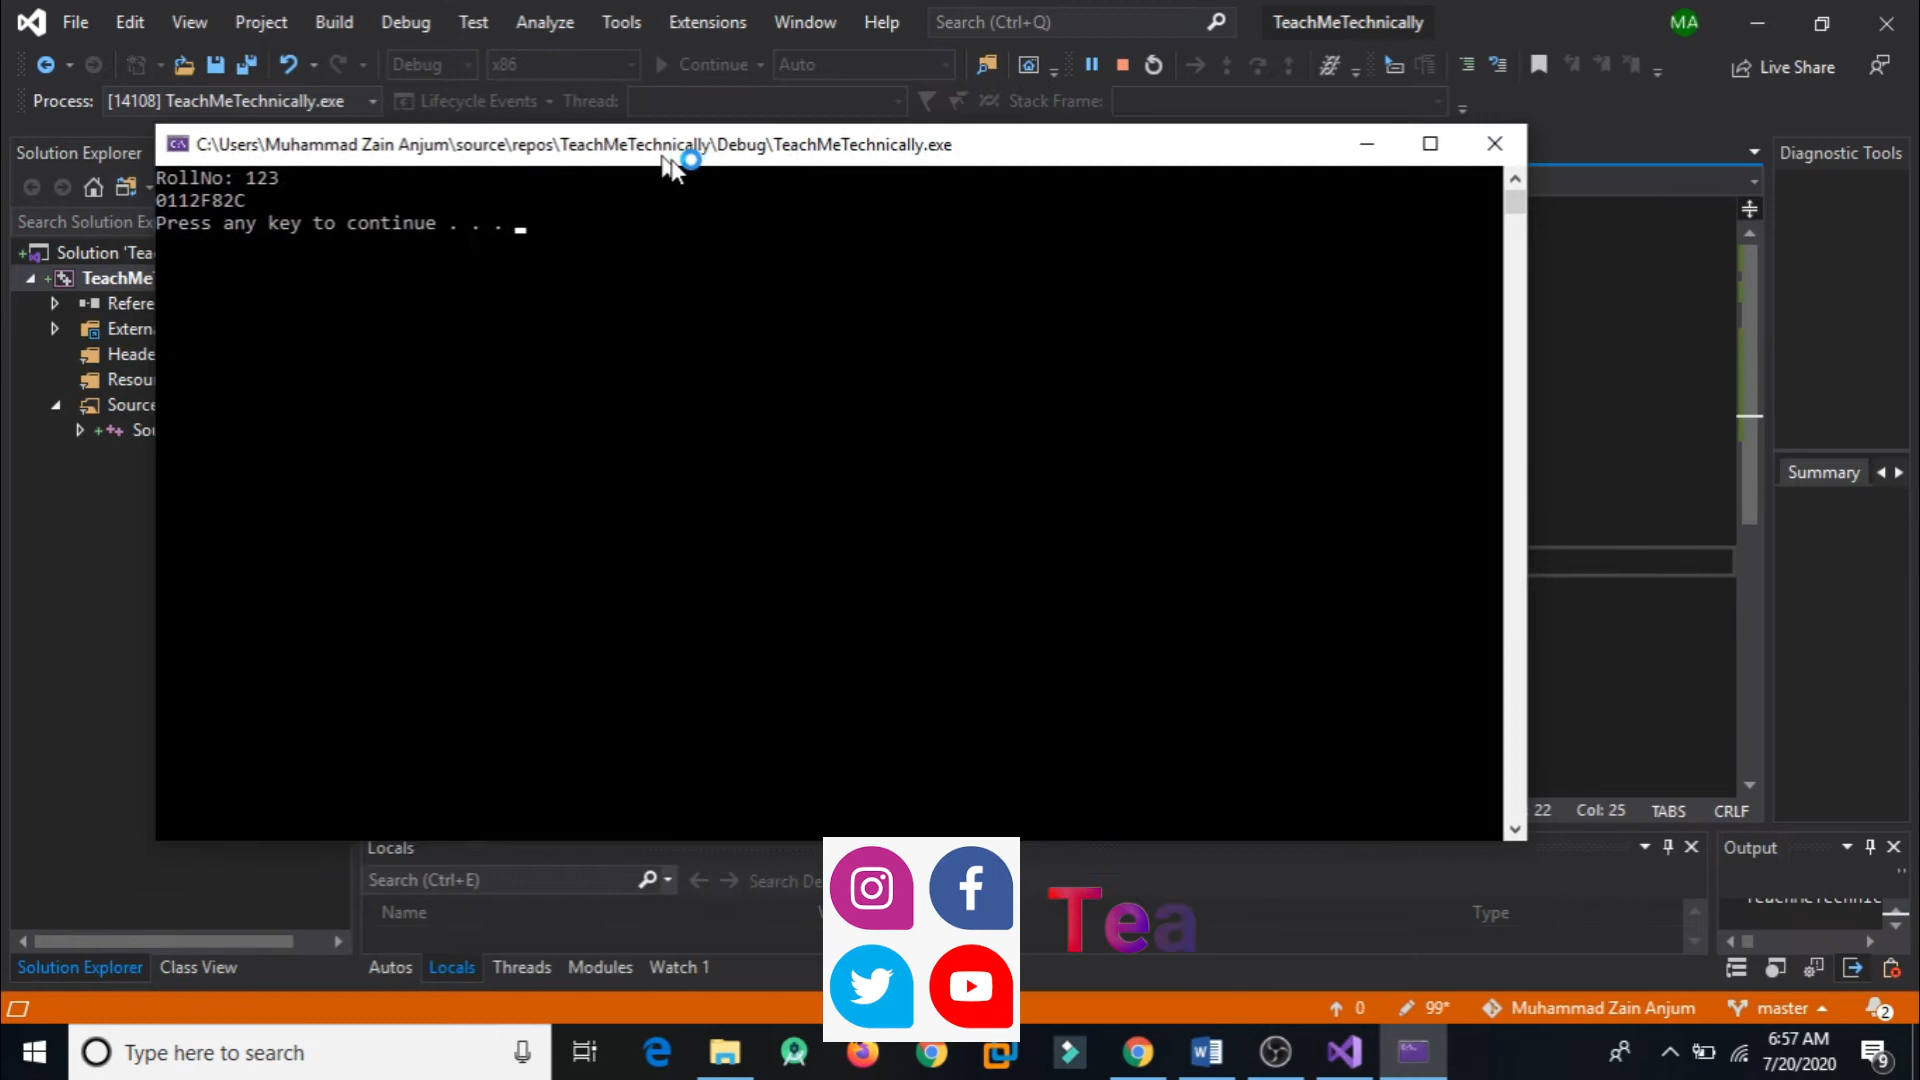 File Edit View Project Build Debug Test Analyze Tools Extensions Window Help Search (Ctrl+Q) TeachMeTechnically MA
Debug x86 Continue Auto Live Share
Process: [14108] TeachMeTechnically.exe Lifecycle Events Thread: Stack Frame:
C:\Users\Muhammad Zain Anjum\source\repos\TeachMeTechnically\Debug\TeachMeTechnically.exe
RollNo: 123
0112F82C
Press any key to continue . . .
Solution Explorer
Search Solution Ex
Solution 'Tea
TeachMe
Refere
Extern
Heade
Resou
Source
Sou
Diagnostic Tools
Summary
22 Col: 25 TABS CRLF
Locals
Search (Ctrl+E) Search De
Name Type
Output
Solution Explorer Class View
Autos Locals Threads Modules Watch 1
Tea
0 99* Muhammad Zain Anjum master 2
Type here to search
6:57 AM
7/20/2020
9